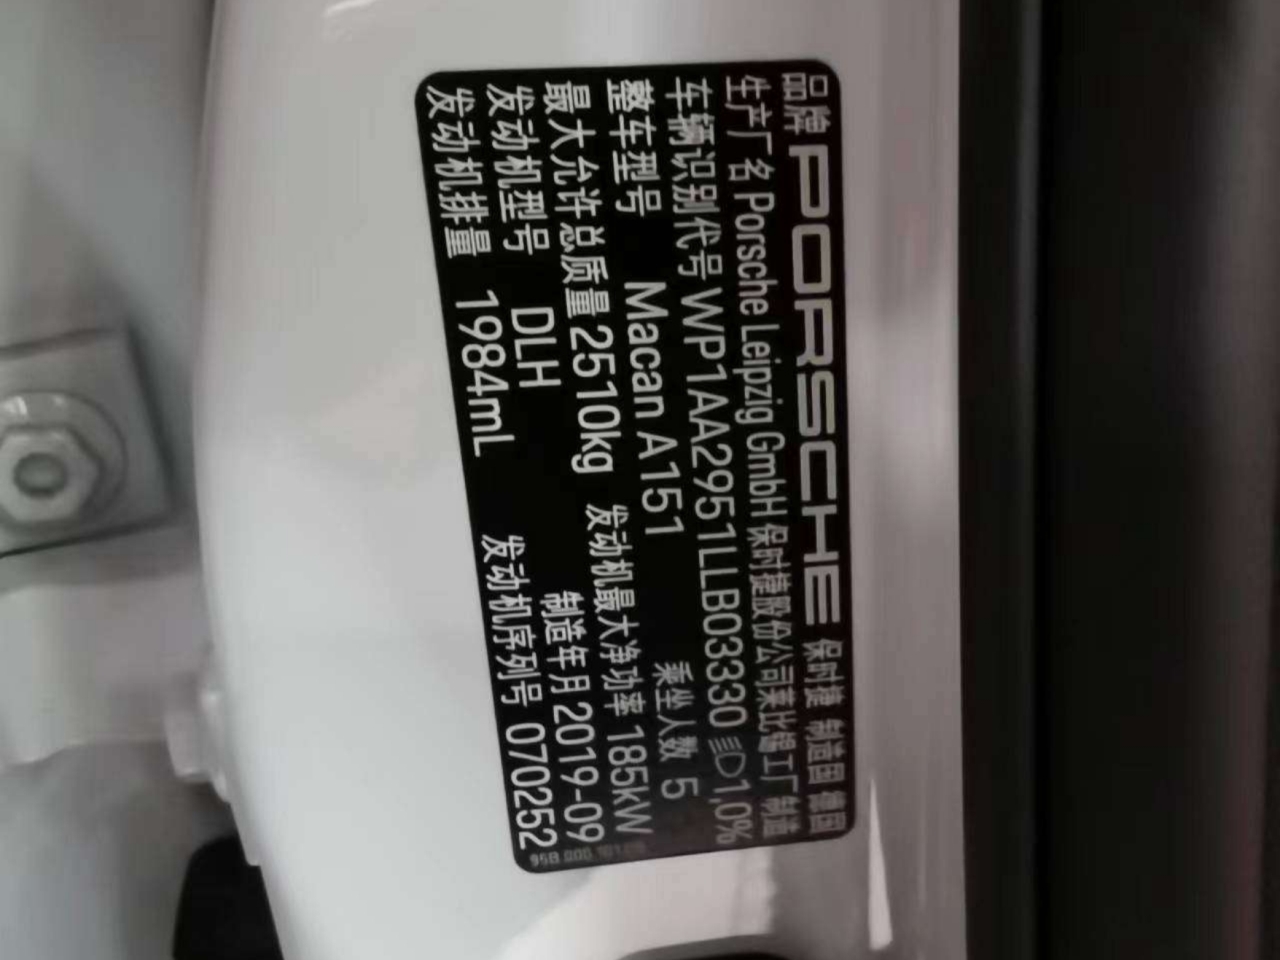 品牌 PORSCHE 保时捷 制造国 德国
生产厂名 Porsche Leipzig GmbH 保时捷股份公司莱比锡工厂 制造
车辆识别代号 WP1AA2951LLB03330 1,0%
整车型号 Macan A151 乘坐人数 5
最大允许总质量 2510kg 发动机最大净功率 185kW
发动机型号 DLH 制造年月 2019-09
发动机排量 1984mL 发动机序列号 070252
95B.000.